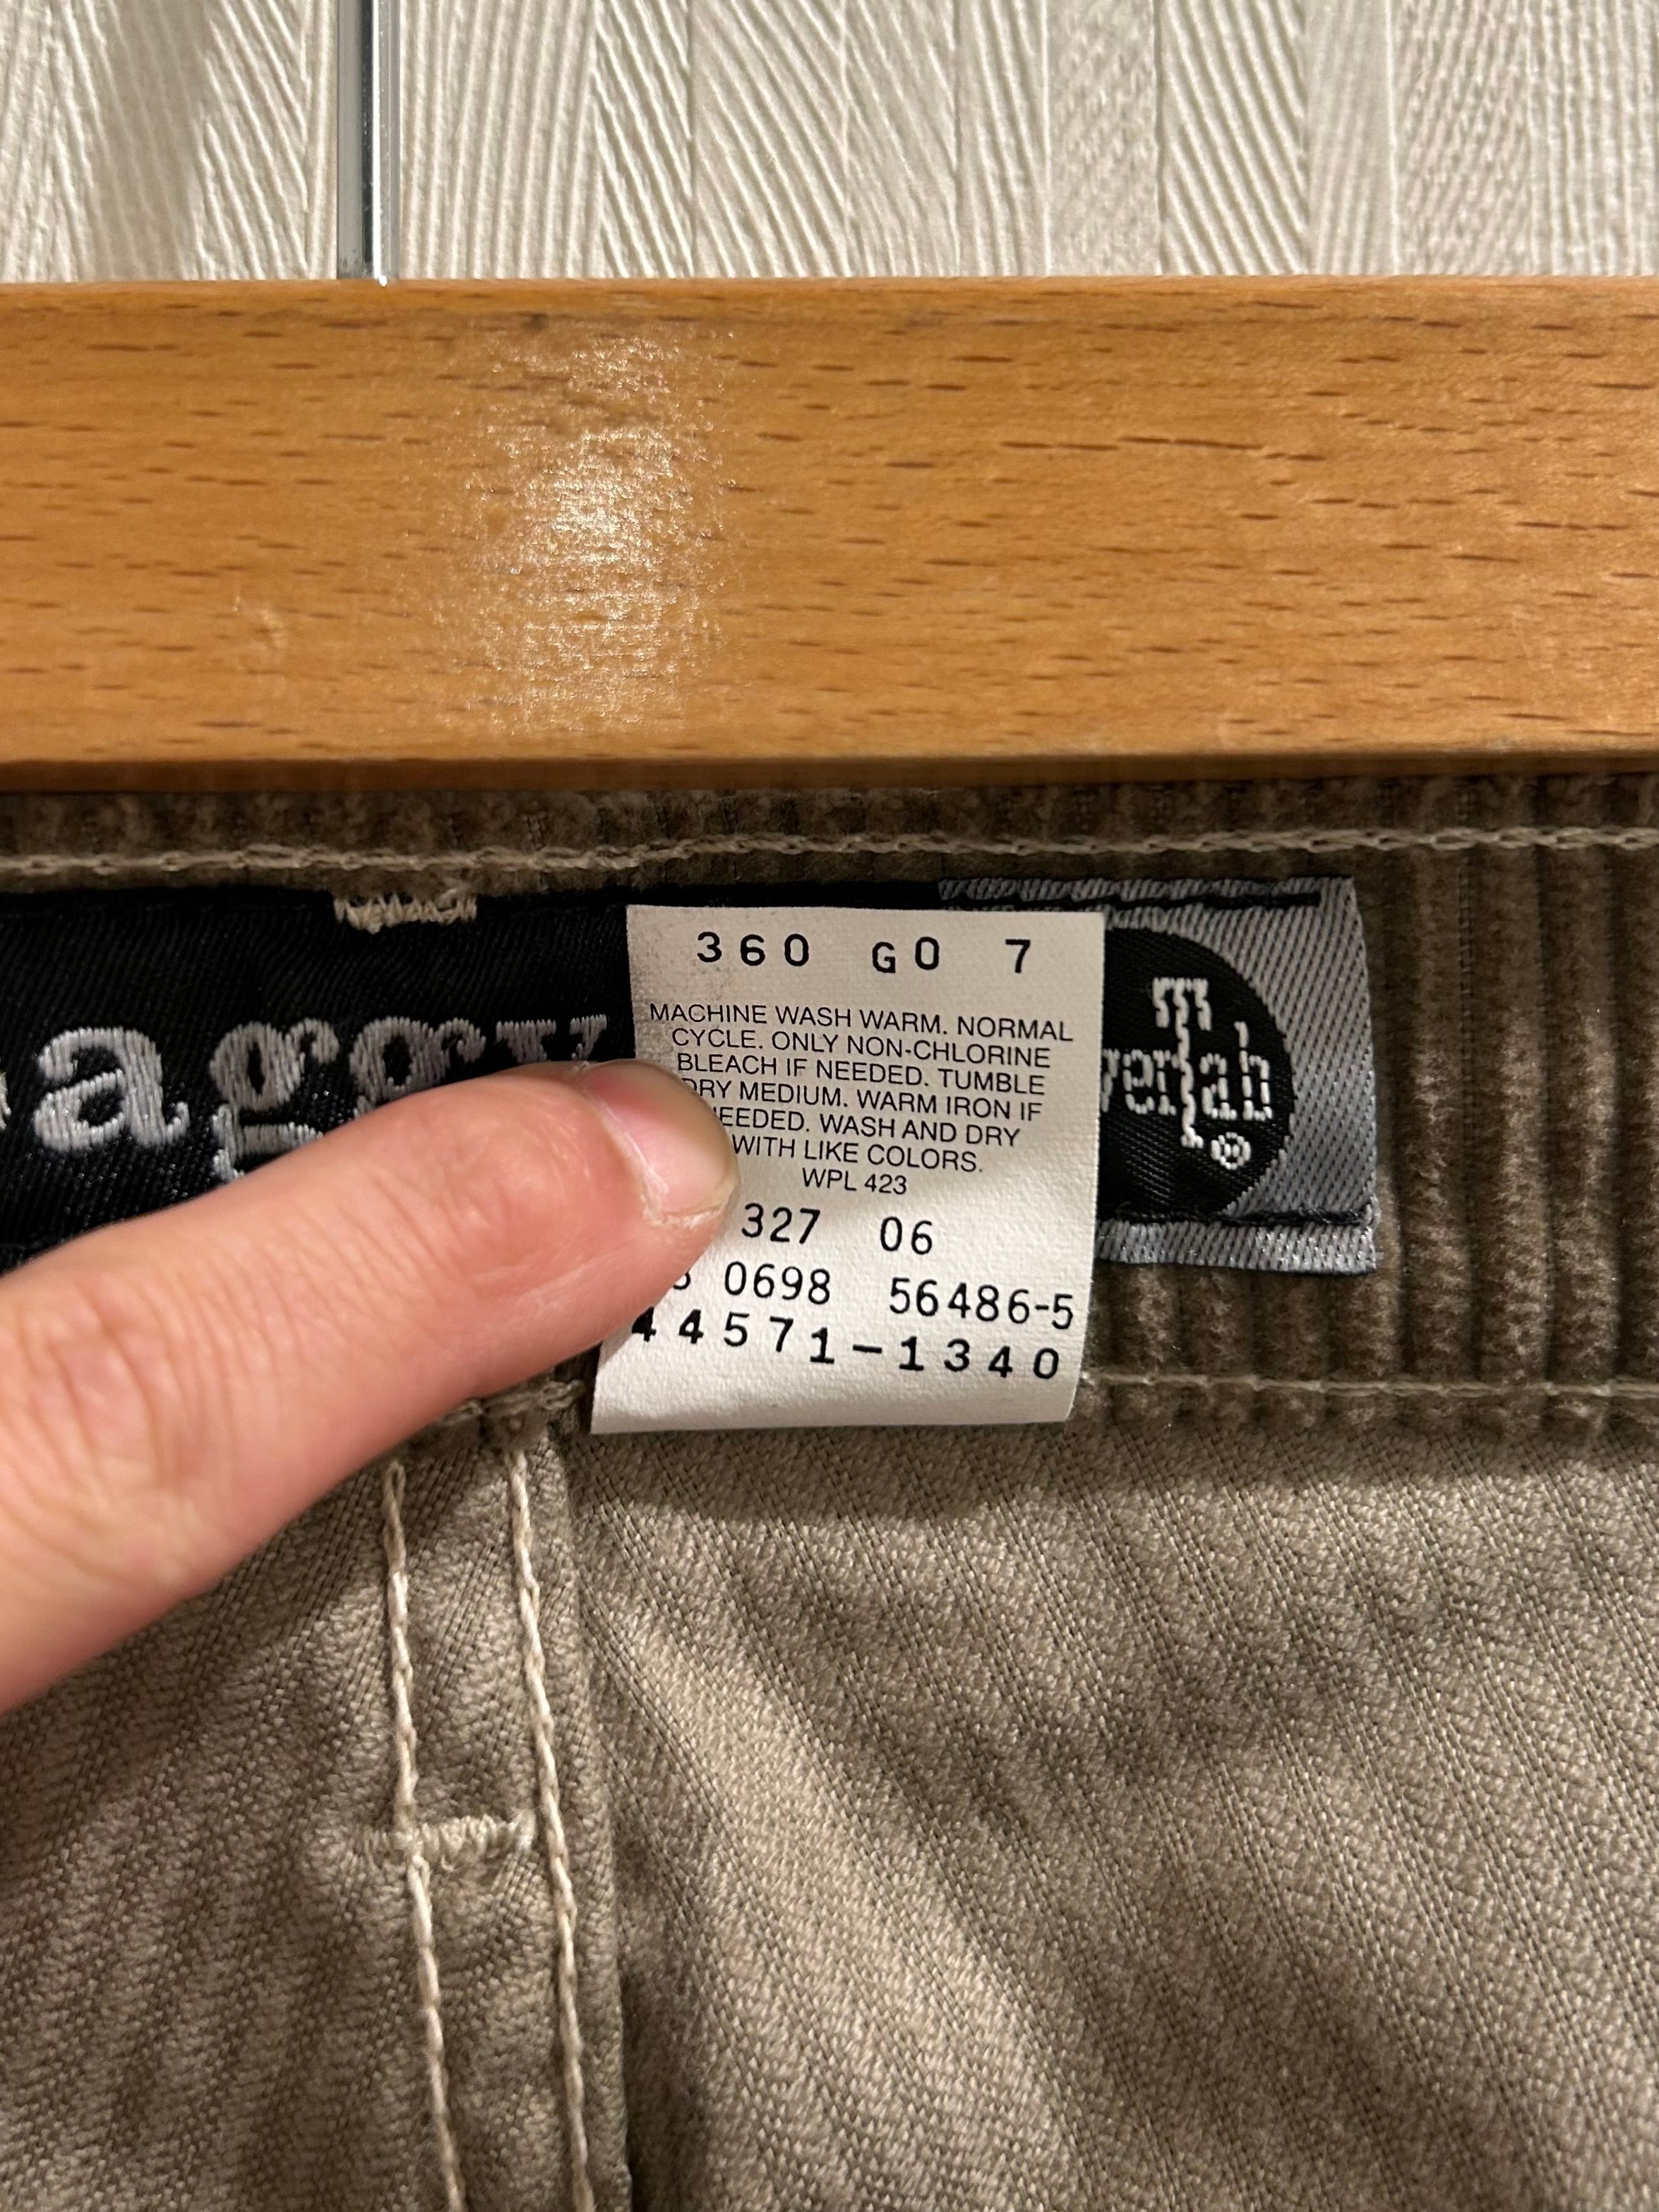 360 G0 7
MACHINE WASH WARM. NORMAL
CYCLE. ONLY NON-CHLORINE
BLEACH IF NEEDED. TUMBLE
DRY MEDIUM. WARM IRON IF
NEEDED. WASH AND DRY
WITH LIKE COLORS.
WPL 423
327 06
0698 56486-5
44571-1340
aggy
®